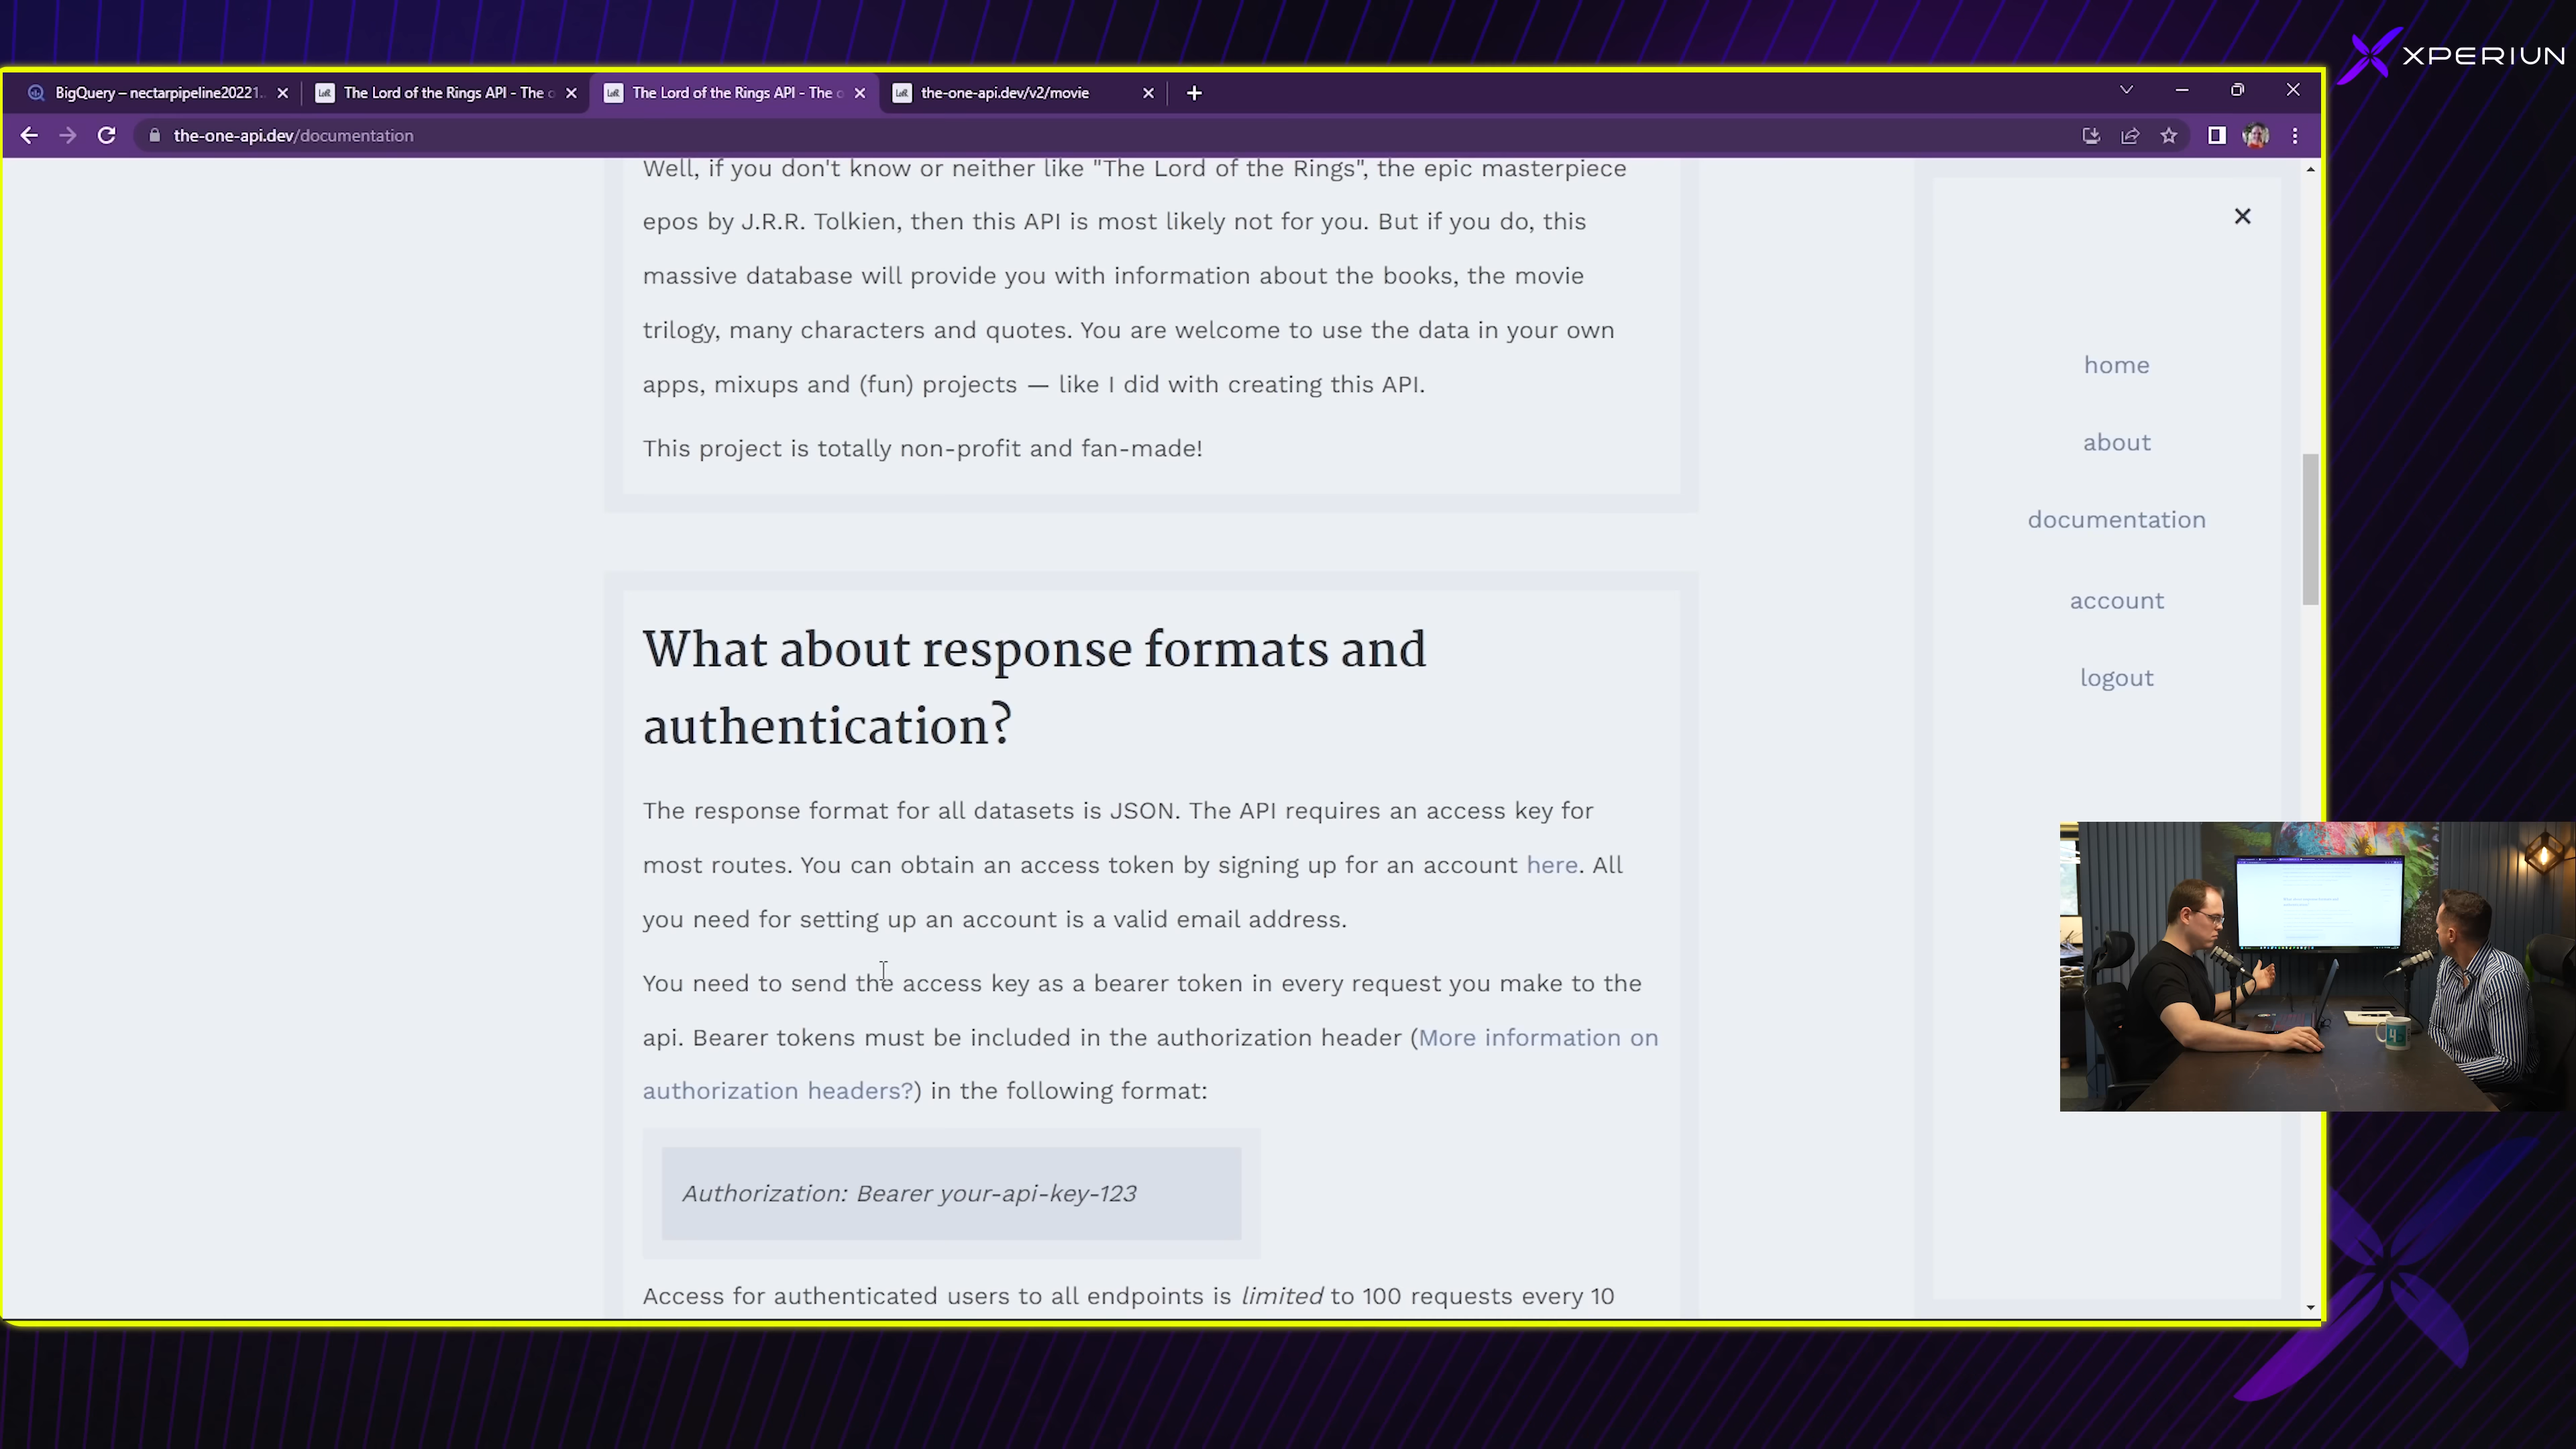 XPERIUN
BigQuery – nectarpipeline20221..
The Lord of the Rings API - The o
The Lord of the Rings API - The o
the-one-api.dev/v2/movie
the-one-api.dev/documentation
Well, if you don't know or neither like "The Lord of the Rings", the epic masterpiece
epos by J.R.R. Tolkien, then this API is most likely not for you. But if you do, this
massive database will provide you with information about the books, the movie
trilogy, many characters and quotes. You are welcome to use the data in your own
apps, mixups and (fun) projects — like I did with creating this API.
This project is totally non-profit and fan-made!
What about response formats and
authentication?
The response format for all datasets is JSON. The API requires an access key for
most routes. You can obtain an access token by signing up for an account here. All
you need for setting up an account is a valid email address.
You need to send the access key as a bearer token in every request you make to the
api. Bearer tokens must be included in the authorization header (More information on
authorization headers?) in the following format:
Authorization: Bearer your-api-key-123
Access for authenticated users to all endpoints is limited to 100 requests every 10
home
about
documentation
account
logout